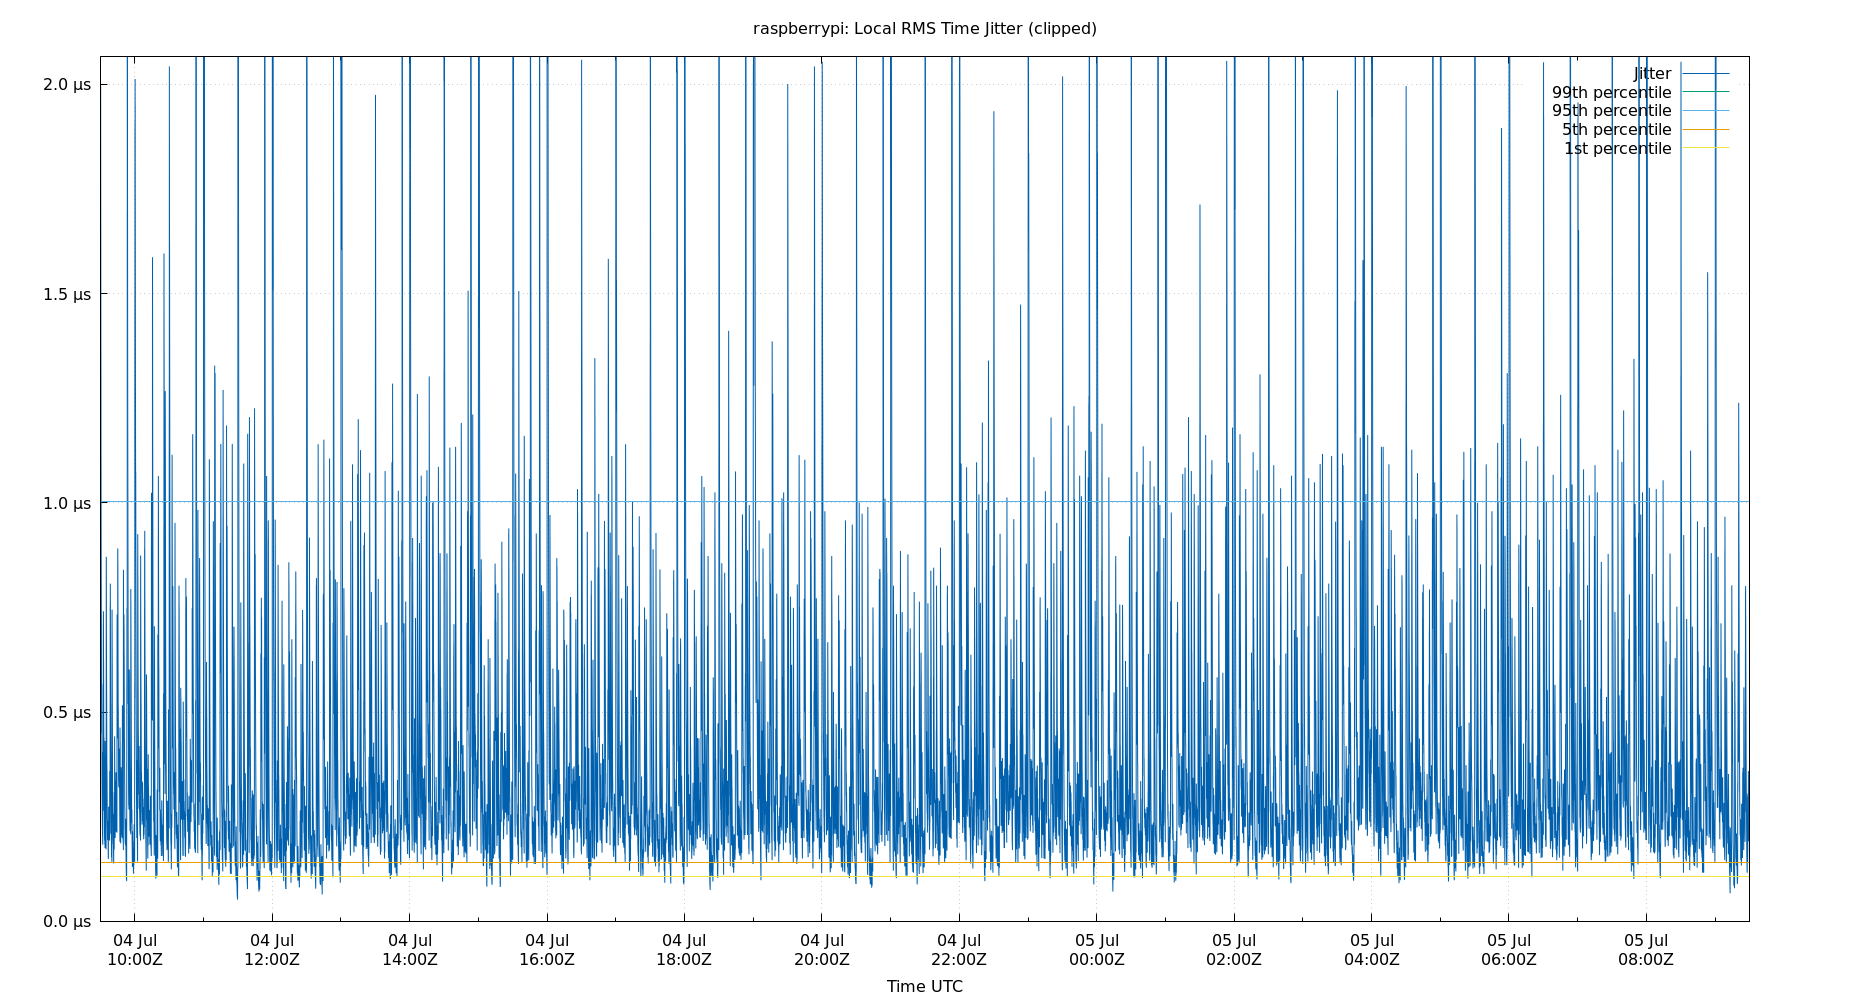 raspberrypi: Local RMS Time Jitter (clipped)
2.0 µs
1.5 µs
1.0 µs
0.5 µs
0.0 µs
Jitter
99th percentile
95th percentile
5th percentile
1st percentile
04 Jul
10:00Z
04 Jul
12:00Z
04 Jul
14:00Z
04 Jul
16:00Z
04 Jul
18:00Z
04 Jul
20:00Z
04 Jul
22:00Z
05 Jul
00:00Z
05 Jul
02:00Z
05 Jul
04:00Z
05 Jul
06:00Z
05 Jul
08:00Z
Time UTC